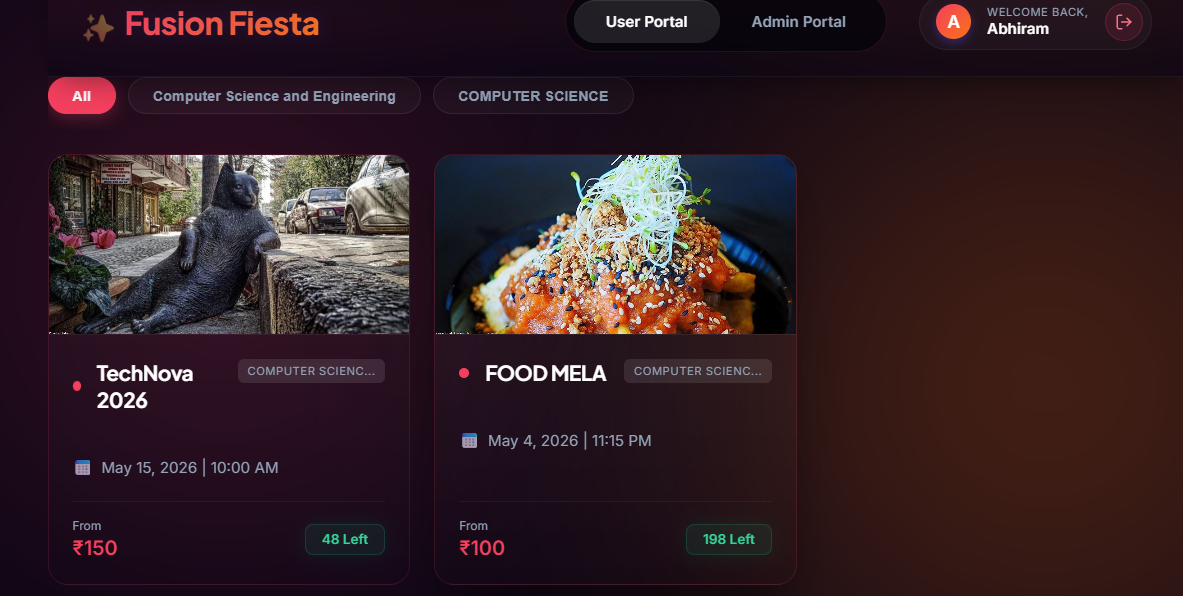 Fusion Fiesta
User Portal
Admin Portal
A
WELCOME BACK,
Abhiram
All
Computer Science and Engineering
COMPUTER SCIENCE
TechNova
2026
COMPUTER SCIENC...
May 15, 2026 | 10:00 AM
From
₹150
48 Left
FOOD MELA
COMPUTER SCIENC...
May 4, 2026 | 11:15 PM
From
₹100
198 Left